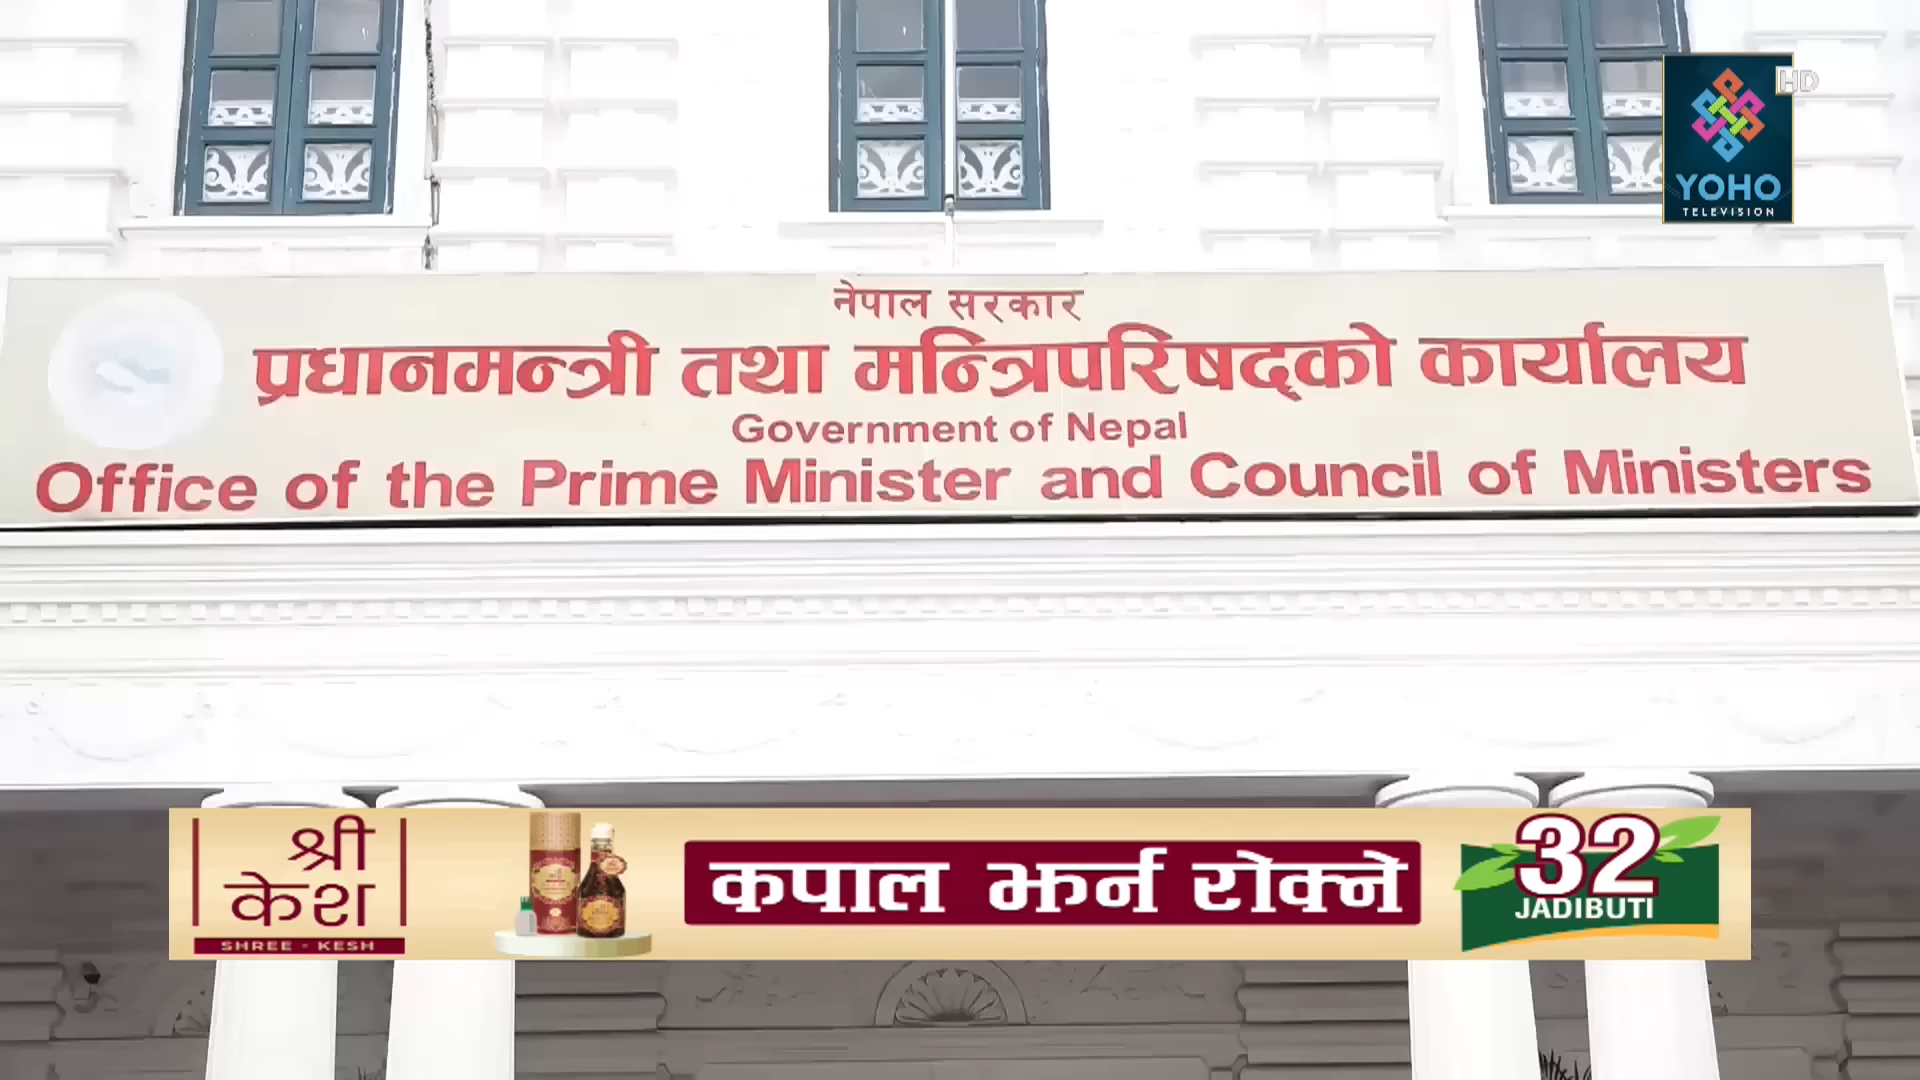 HD
YOHO
TELEVISION
नेपाल सरकार
प्रधानमन्त्री तथा मन्त्रिपरिषद्को कार्यालय
Government of Nepal
Office of the Prime Minister and Council of Ministers
श्री
केश
SHREE - KESH
कपाल झर्न रोक्ने
32
JADIBUTI